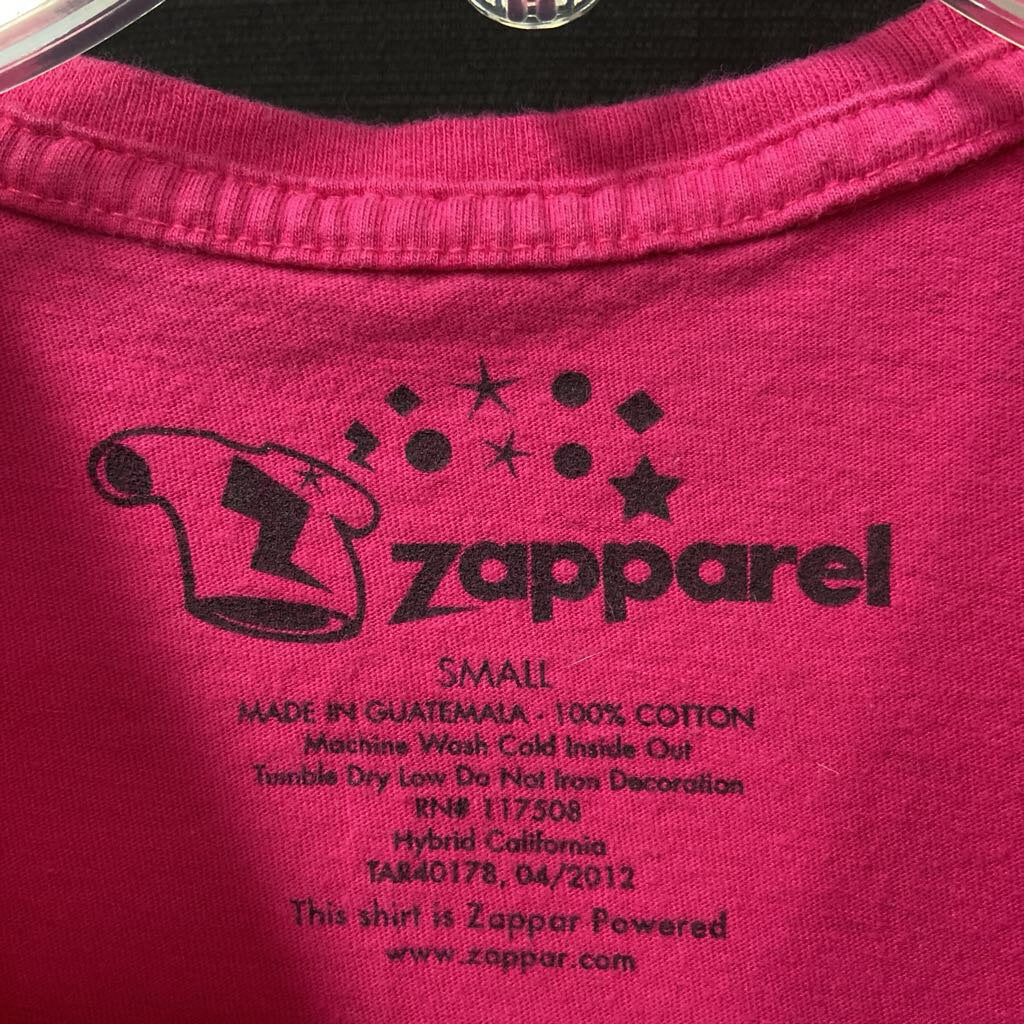 zapparel
SMALL
MADE IN GUATEMALA - 100% COTTON
Machine Wash Cold Inside Out
Tumble Dry Low Do Not Iron Decoration
RN# 117508
Hybrid California
TAR40178, 04/2012
This shirt is Zappar Powered
www.zappar.com